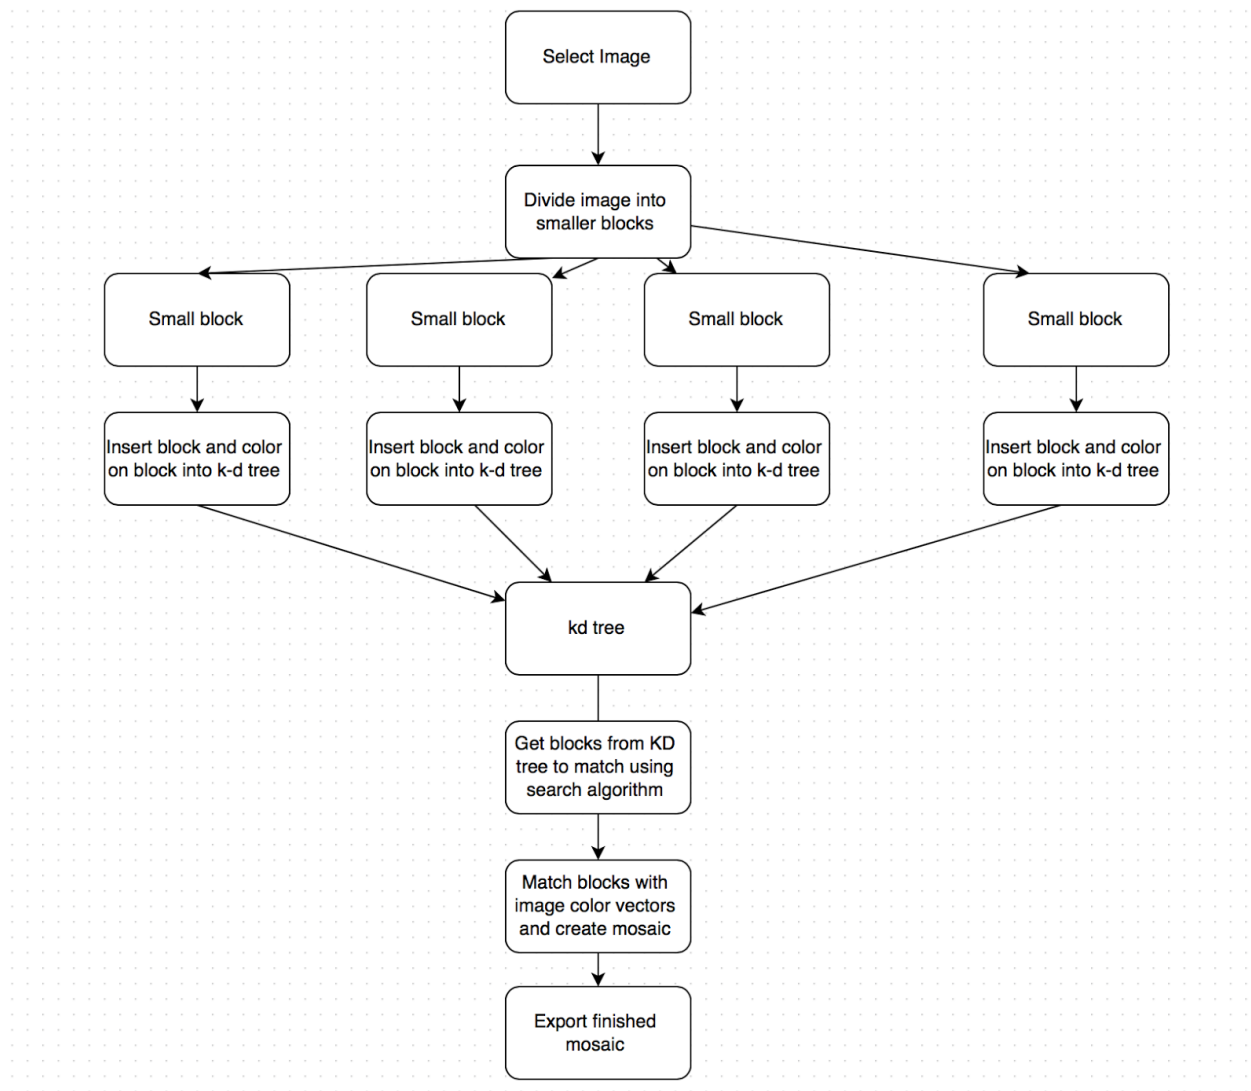 Select Image
Divide image into
smaller blocks
Small block
Small block
Small block
Small block
Insert block and color
on block into k-d tree
Insert block and color
on block into k-d tree
Insert block and color
on block into k-d tree
Insert block and color
on block into k-d tree
kd tree
Get blocks from KD
tree to match using
search algorithm
Match blocks with
image color vectors
and create mosaic
Export finished
mosaic